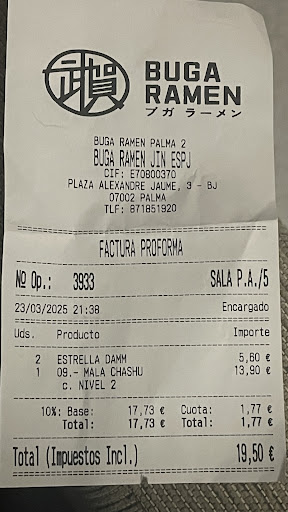 武賀
BUGA
RAMEN
ブガ ラーメン
BUGA RAMEN PALMA 2
BUGA RAMEN JIN ESPJ
CIF: E70800370
PLAZA ALEXANDRE JAUME, 3 - BJ
07002 PALMA
TLF: 871851920
FACTURA PROFORMA
Nº Op.: 3933 SALA P.A./5
23/03/2025 21:38 Encargado
Uds. Producto Importe
2 ESTRELLA DAMM 5,60 €
1 09.- MALA CHASHU 13,90 €
c. NIVEL 2
10%: Base: 17,73 € Cuota: 1,77 €
Total: 17,73 € Total: 1,77 €
Total (Impuestos Incl.) 19,50 €